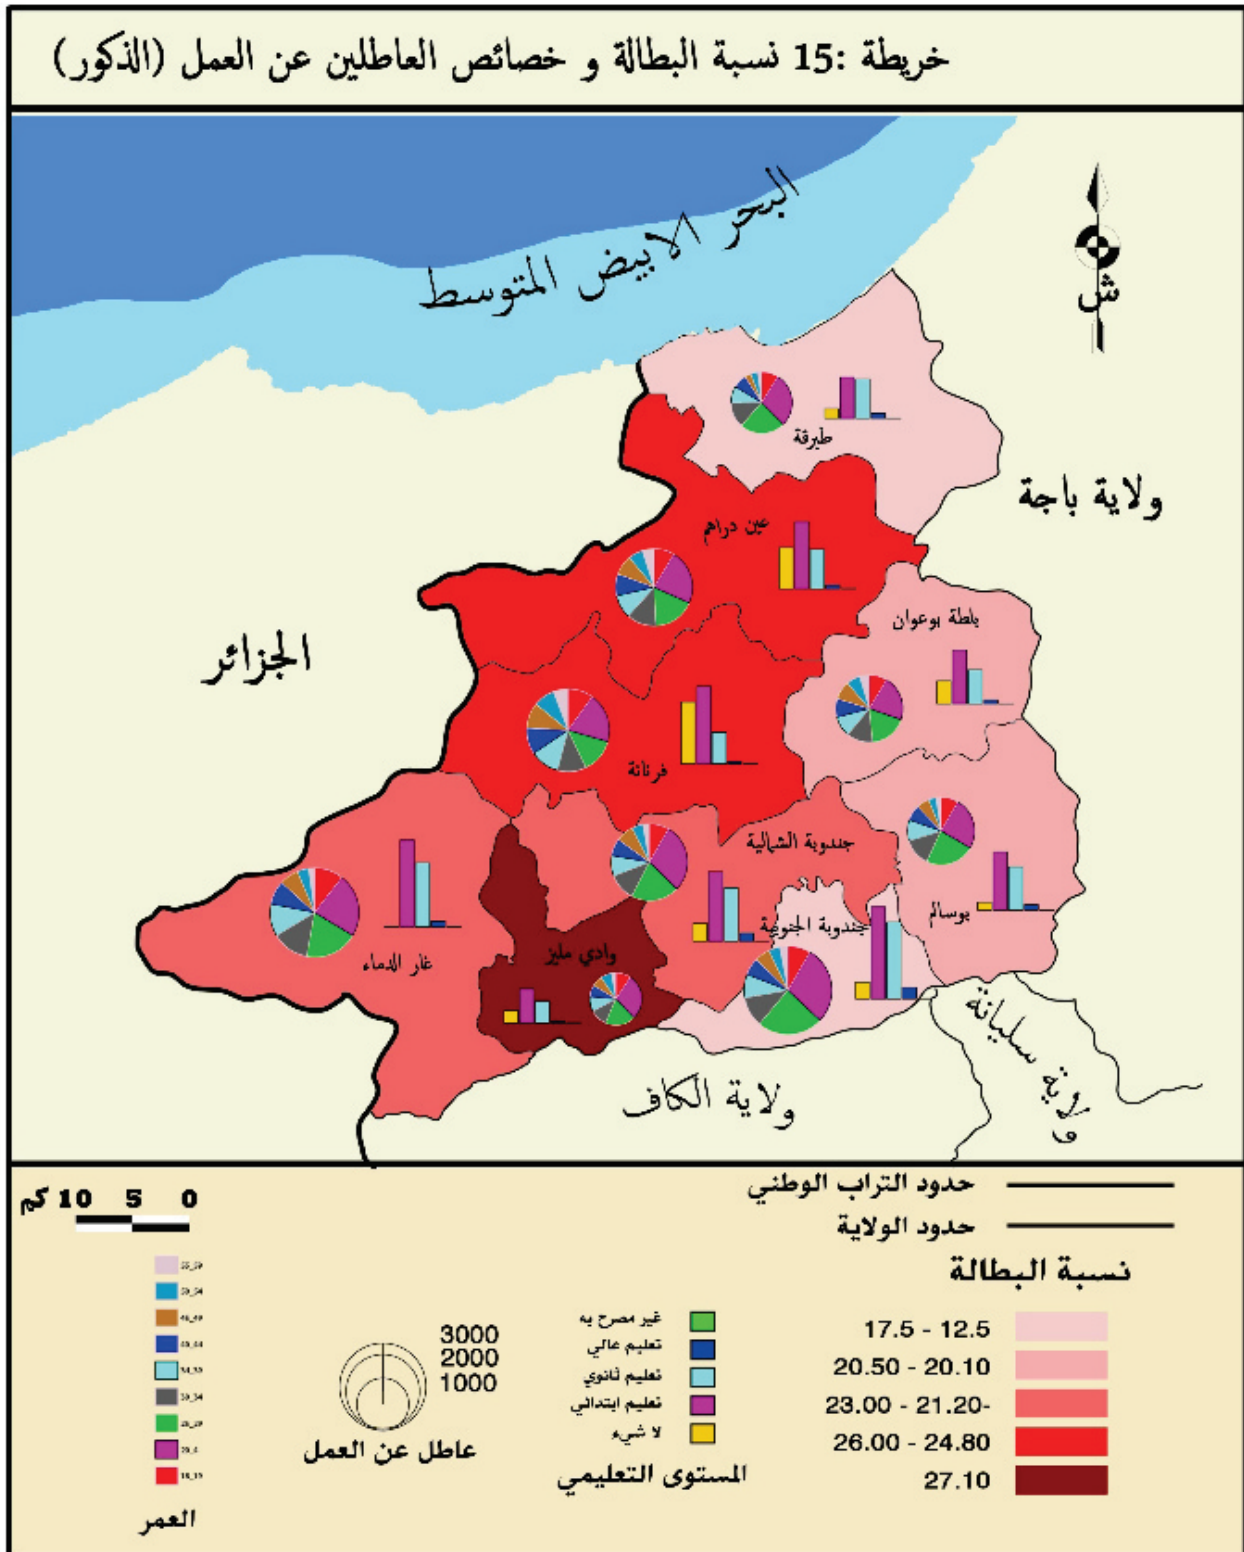 خريطة :15 نسبة البطالة و خصائص العاطلين عن العمل (الذكور)
البحر الابيض المتوسط
ش
طبرقة
ولاية باجة
عين دراهم
بلطة بوعوان
الجزائر
فرنانة
جندوبة الشمالية
بوسالم
جندوبة الجنوبية
غار الدماء
وادي مليز
ولاية سليانة
ولاية الكاف
حدود التراب الوطني
حدود الولاية
نسبة البطالة
17.5 - 12.5
20.50 - 20.10
23.00 - 21.20-
26.00 - 24.80
27.10
غير مصرح به
تعليم عالي
تعليم ثانوي
تعليم ابتدائي
لا شيء
المستوى التعليمي
3000
2000
1000
عاطل عن العمل
10 5 0 كم
العمر